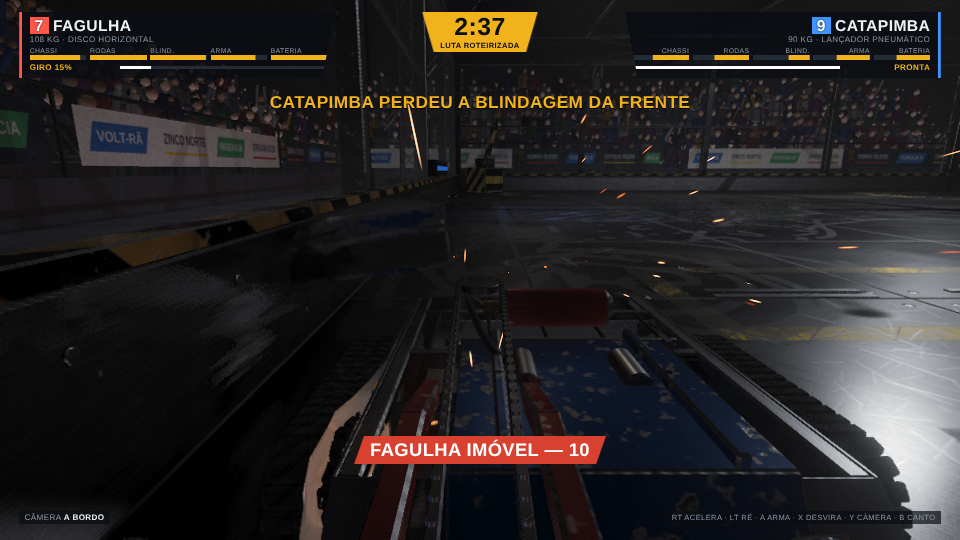 7 FAGULHA
108 KG · DISCO HORIZONTAL
CHASSI RODAS BLIND. ARMA BATERIA
GIRO 15%
2:37
LUTA ROTEIRIZADA
9 CATAPIMBA
90 KG · LANÇADOR PNEUMÁTICO
CHASSI RODAS BLIND. ARMA BATERIA
PRONTA
CATAPIMBA PERDEU A BLINDAGEM DA FRENTE
CIA
VOLT-RÃ
ZINCO NORTE
FAGULHA IMÓVEL — 10
CÂMERA A BORDO
RT ACELERA · LT RÉ · A ARMA · X DESVIRA · Y CÂMERA · B CANTO